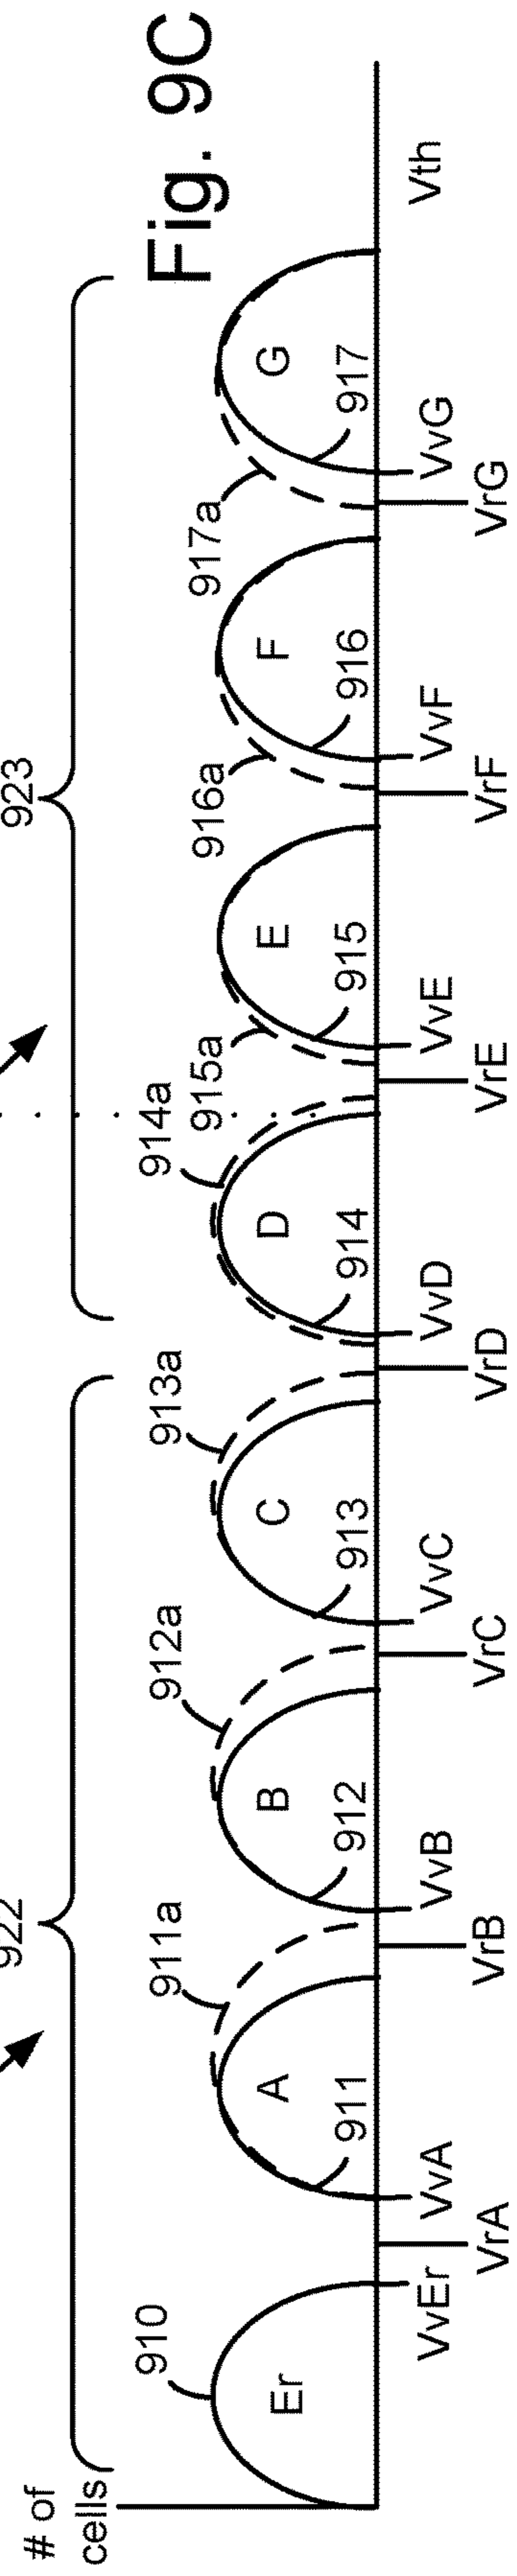 Fig. 9C
# of
cells
922
923
910
911a
912a
913a
914a
915a
916a
917a
Er
A
B
C
D
E
F
G
911
912
913
914
915
916
917
VvEr
VvA
VvB
VvC
VvD
VvE
VvF
VvG
Vth
VrA
VrB
VrC
VrD
VrE
VrF
VrG